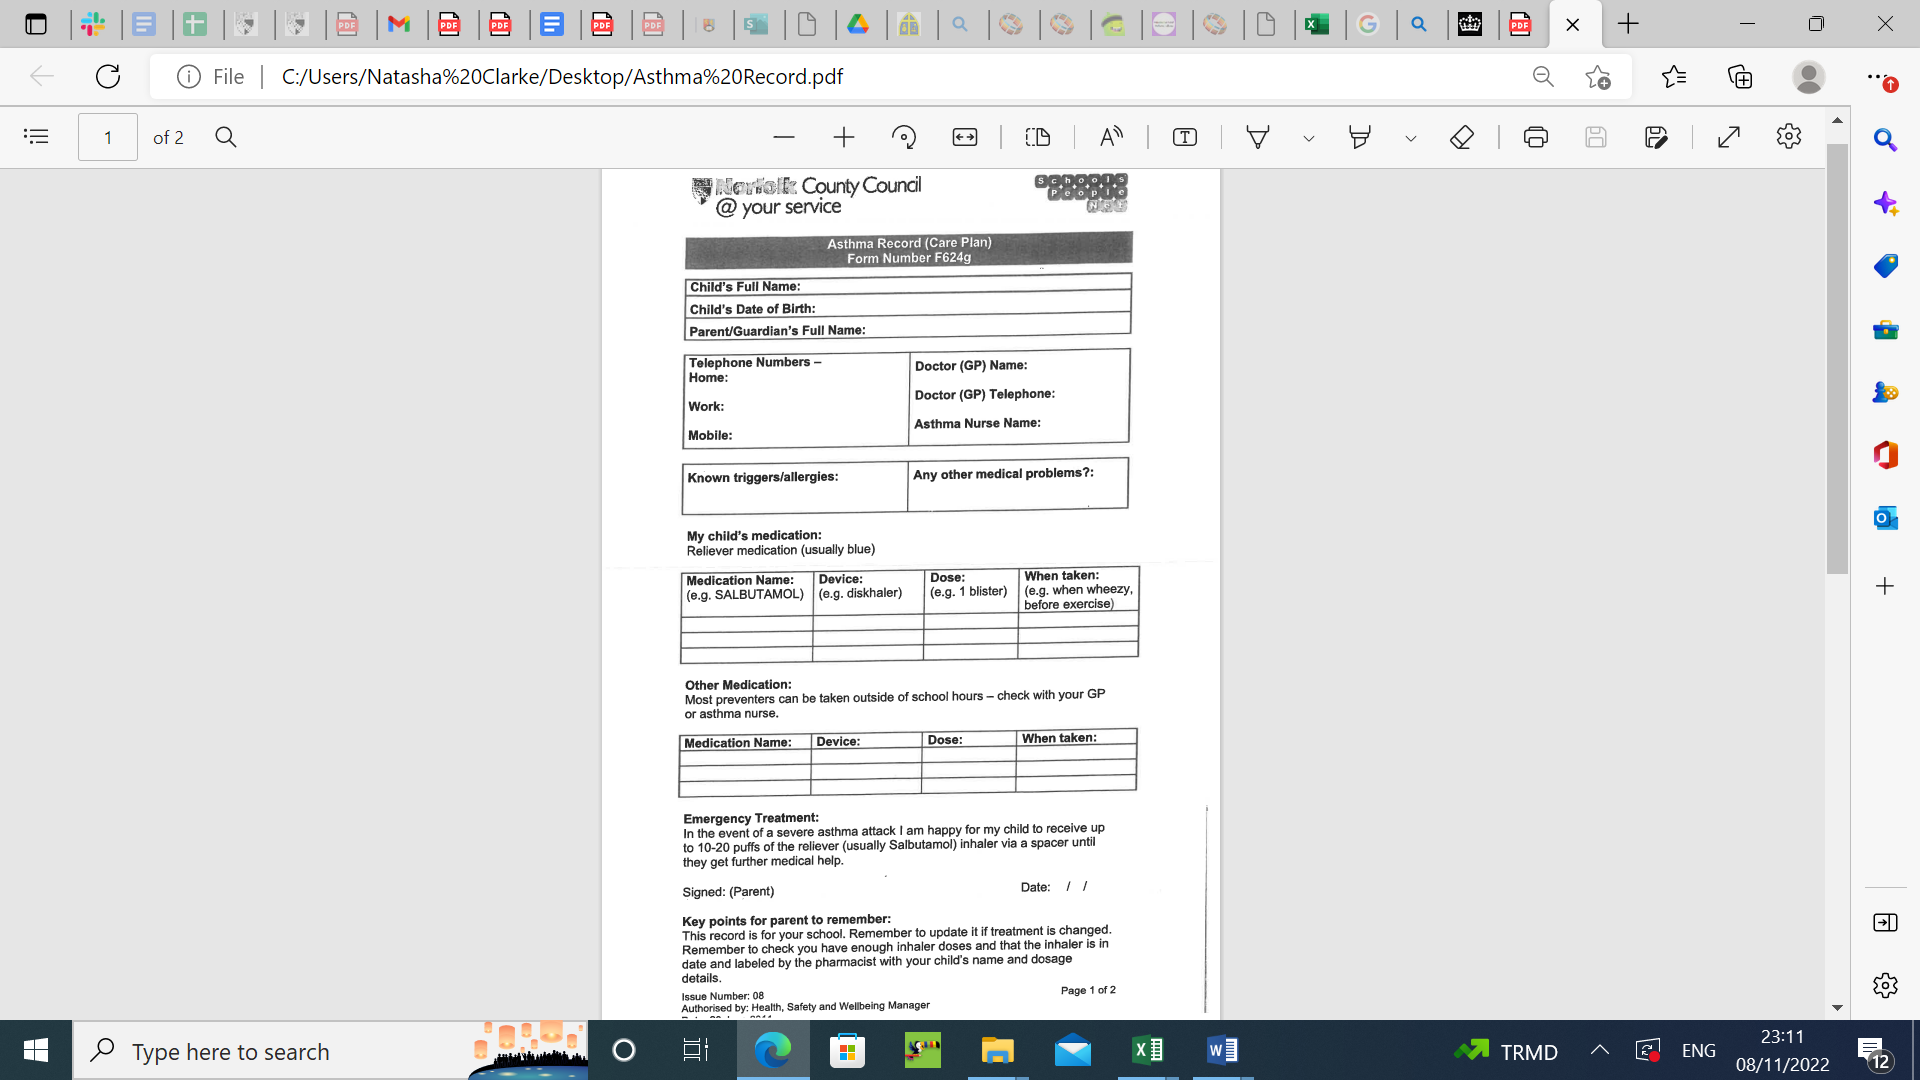 File
C:/Users/Natasha%20Clarke/Desktop/Asthma%20Record.pdf
1 of 2
Norfolk County Council
@ your service
Schools
People
NET
Asthma Record (Care Plan)
Form Number F624g
Child's Full Name:
Child's Date of Birth:
Parent/Guardian's Full Name:
Telephone Numbers –
Home:
Work:
Mobile:
Doctor (GP) Name:
Doctor (GP) Telephone:
Asthma Nurse Name:
Known triggers/allergies:
Any other medical problems?:
My child's medication:
Reliever medication (usually blue)
Medication Name:
(e.g. SALBUTAMOL)
Device:
(e.g. diskhaler)
Dose:
(e.g. 1 blister)
When taken:
(e.g. when wheezy,
before exercise)
Other Medication:
Most preventers can be taken outside of school hours – check with your GP
or asthma nurse.
Medication Name: Device: Dose: When taken:
Emergency Treatment:
In the event of a severe asthma attack I am happy for my child to receive up
to 10-20 puffs of the reliever (usually Salbutamol) inhaler via a spacer until
they get further medical help.
Signed: (Parent) Date: / /
Key points for parent to remember:
This record is for your school. Remember to update it if treatment is changed.
Remember to check you have enough inhaler doses and that the inhaler is in
date and labeled by the pharmacist with your child's name and dosage
details.
Page 1 of 2
Issue Number: 08
Authorised by: Health, Safety and Wellbeing Manager
Type here to search
TRMD
ENG
23:11
08/11/2022
12